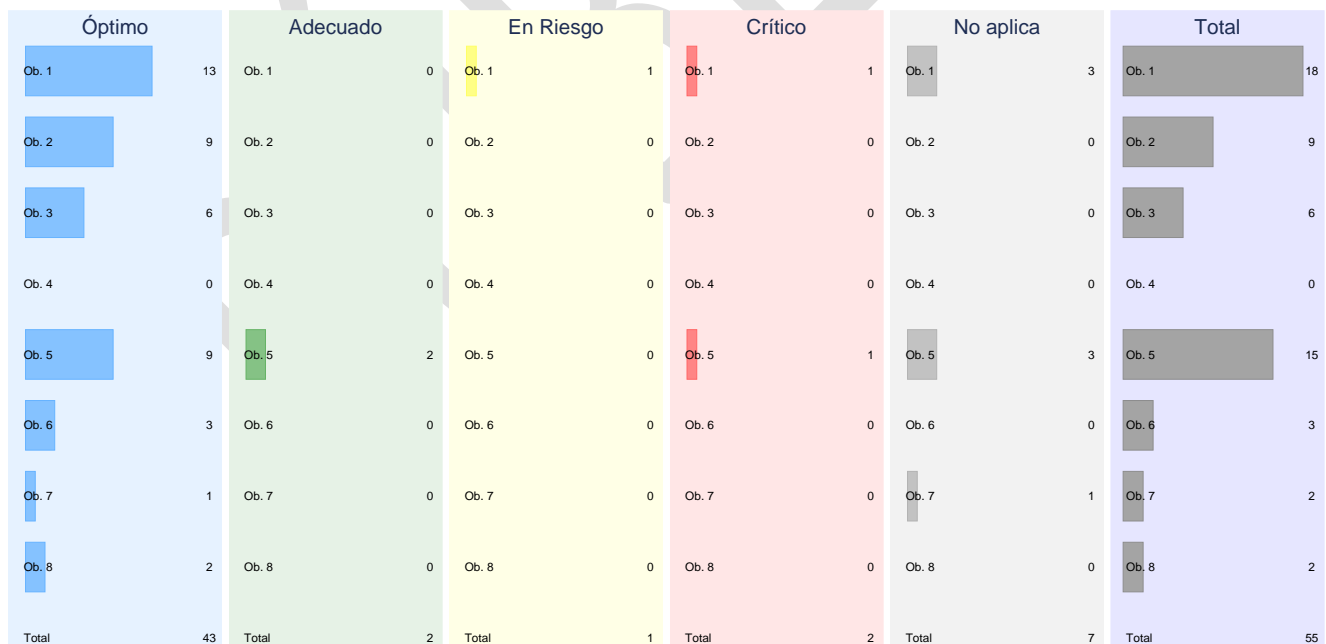 Óptimo Adecuado En Riesgo Crítico No aplica Total
Ob. 1 13 Ob. 1 0 Ob. 1 1 Ob. 1 1 Ob. 1 3 Ob. 1 18
Ob. 2 9 Ob. 2 0 Ob. 2 0 Ob. 2 0 Ob. 2 0 Ob. 2 9
Ob. 3 6 Ob. 3 0 Ob. 3 0 Ob. 3 0 Ob. 3 0 Ob. 3 6
Ob. 4 0 Ob. 4 0 Ob. 4 0 Ob. 4 0 Ob. 4 0 Ob. 4 0
Ob. 5 9 Ob. 5 2 Ob. 5 0 Ob. 5 1 Ob. 5 3 Ob. 5 15
Ob. 6 3 Ob. 6 0 Ob. 6 0 Ob. 6 0 Ob. 6 0 Ob. 6 3
Ob. 7 1 Ob. 7 0 Ob. 7 0 Ob. 7 0 Ob. 7 1 Ob. 7 2
Ob. 8 2 Ob. 8 0 Ob. 8 0 Ob. 8 0 Ob. 8 0 Ob. 8 2
Total 43 Total 2 Total 1 Total 2 Total 7 Total 55